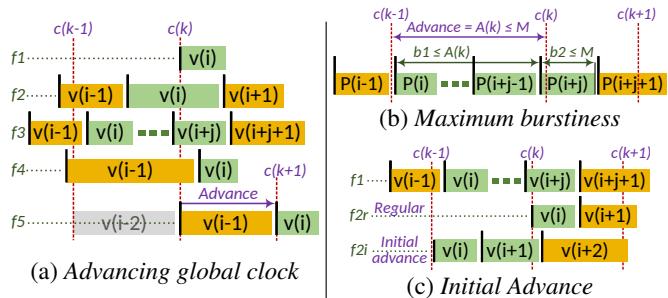 c(k-1) c(k)
f1 v(i)
f2 v(i-1) v(i) v(i+1)
f3 v(i-1) v(i) v(i+j) v(i+j+1)
f4 v(i-1) v(i) c(k+1)
Advance
f5 v(i-2) v(i-1) v(i)
(a) Advancing global clock
c(k-1) c(k) c(k+1)
Advance = A(k) ≤ M
b1 ≤ A(k) b2 ≤ M
P(i-1) P(i) P(i+j-1) P(i+j) P(i+j+1)
(b) Maximum burstiness
c(k-1) c(k) c(k+1)
f1 v(i-1) v(i) v(i+j) v(i+j+1)
f2r Regular v(i) v(i+1)
f2i Initial advance v(i) v(i+1) v(i+2)
(c) Initial Advance